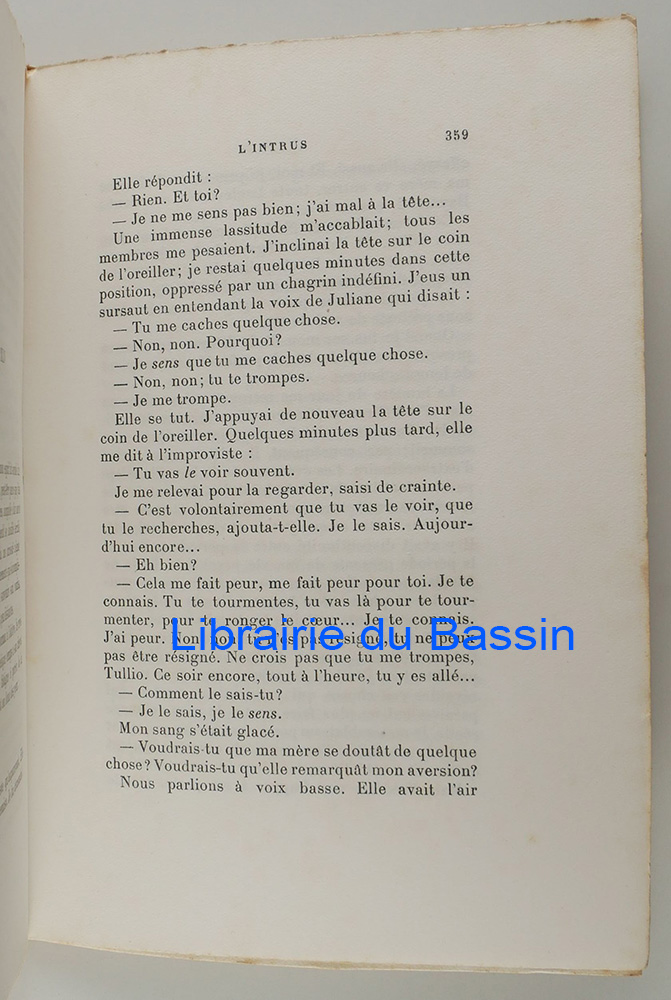 L'INTRUS 359
Elle répondit :
— Rien. Et toi?
— Je ne me sens pas bien; j'ai mal à la tête...
Une immense lassitude m'accablait; tous les
membres me pesaient. J'inclinai la tête sur le coin
de l'oreiller; je restai quelques minutes dans cette
position, oppressé par un chagrin indéfini. J'eus un
sursaut en entendant la voix de Juliane qui disait :
— Tu me caches quelque chose.
— Non, non. Pourquoi?
— Je sens que tu me caches quelque chose.
— Non, non; tu te trompes.
— Je me trompe.
Elle se tut. J'appuyai de nouveau la tête sur le
coin de l'oreiller. Quelques minutes plus tard, elle
me dit à l'improviste :
— Tu vas le voir souvent.
Je me relevai pour la regarder, saisi de crainte.
— C'est volontairement que tu vas le voir, que
tu le recherches, ajouta-t-elle. Je le sais. Aujour-
d'hui encore...
— Eh bien?
— Cela me fait peur, me fait peur pour toi. Je te
connais. Tu te tourmentes, tu vas là pour te tour-
menter, pour te ronger le cœur... Je te connais.
J'ai peur. Non, non, tu n'es pas résigné, tu ne peux
pas être résigné. Ne crois pas que tu me trompes,
Tullio. Ce soir encore, tout à l'heure, tu y es allé...
— Comment le sais-tu?
— Je le sais, je le sens.
Mon sang s'était glacé.
— Voudrais-tu que ma mère se doutât de quelque
chose? Voudrais-tu qu'elle remarquât mon aversion?
Nous parlions à voix basse. Elle avait l'air
Librairie du Bassin